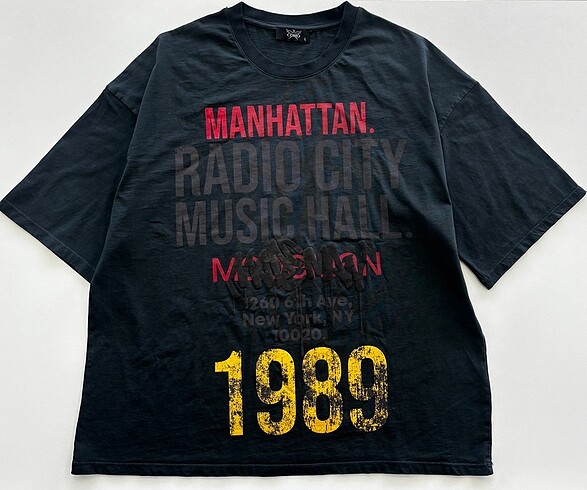 MANHATTAN.
RADIO CITY
MUSIC HALL.
1260 6th Ave,
New York, NY
10020
1989